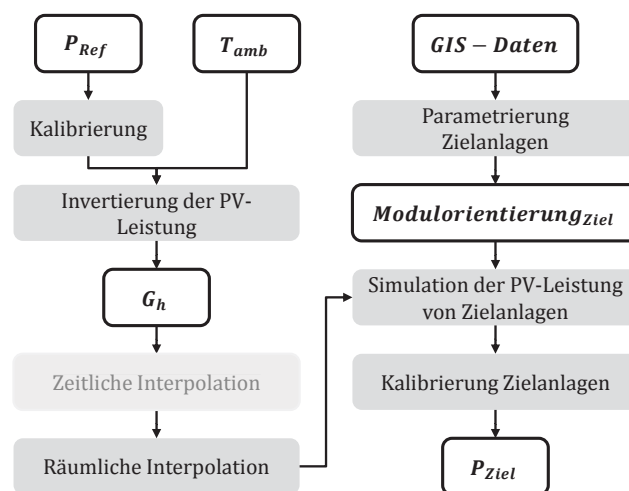 P_Ref
T_amb
Kalibrierung
Invertierung der PV-
Leistung
G_h
Zeitliche Interpolation
Räumliche Interpolation
GIS – Daten
Parametrierung
Zielanlagen
Modulorientierung_Ziel
Simulation der PV-Leistung
von Zielanlagen
Kalibrierung Zielanlagen
P_Ziel